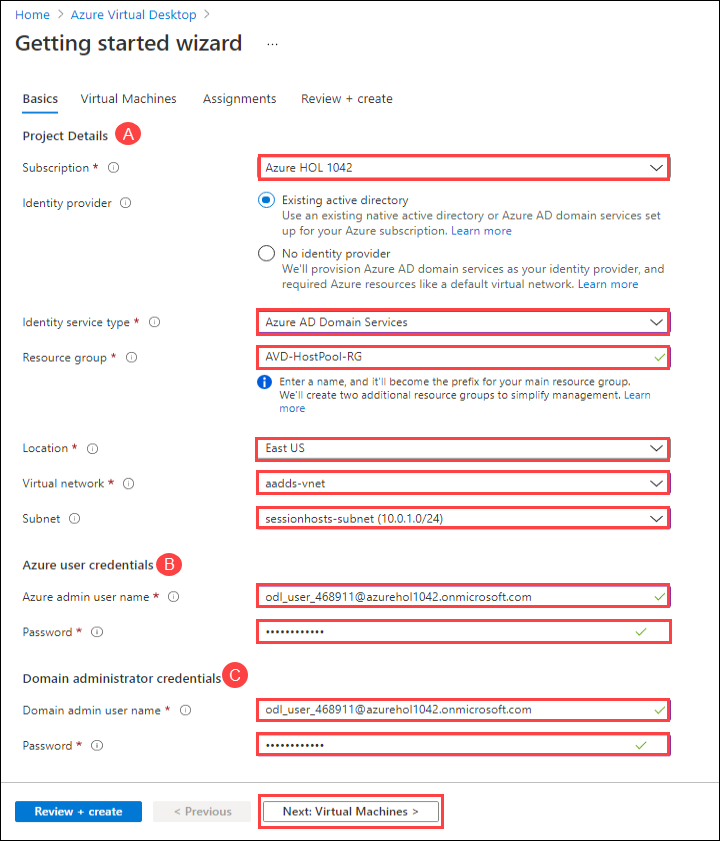 Home > Azure Virtual Desktop >
Getting started wizard ...
Basics Virtual Machines Assignments Review + create
Project Details A
Subscription * Azure HOL 1042
Identity provider Existing active directory
Use an existing native active directory or Azure AD domain services set
up for your Azure subscription. Learn more
No identity provider
We'll provision Azure AD domain services as your identity provider, and
required Azure resources like a default virtual network. Learn more
Identity service type * Azure AD Domain Services
Resource group * AVD-HostPool-RG
Enter a name, and it'll become the prefix for your main resource group.
We'll create two additional resource groups to simplify management. Learn
more
Location * East US
Virtual network * aadds-vnet
Subnet sessionhosts-subnet (10.0.1.0/24)
Azure user credentials B
Azure admin user name * odl_user_468911@azurehol1042.onmicrosoft.com
Password * ••••••••••••
Domain administrator credentials C
Domain admin user name * odl_user_468911@azurehol1042.onmicrosoft.com
Password * ••••••••••••
Review + create < Previous Next: Virtual Machines >